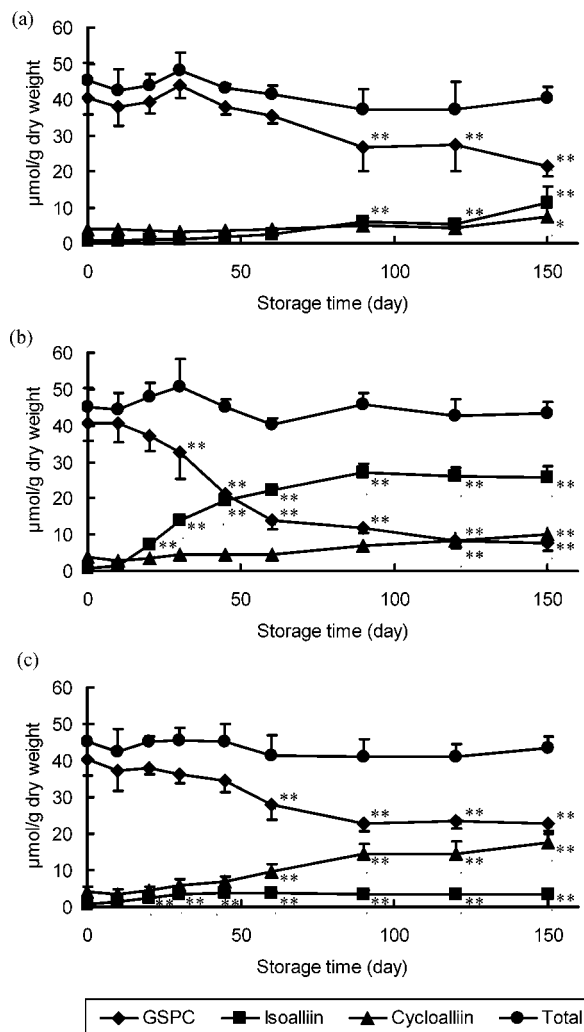 (a)
µmol/g dry weight
60
50
40
30
20
10
0
** ** **
** ** **
*
0 50 100 150
Storage time (day)
(b)
µmol/g dry weight
60
50
40
30
20
10
0
** ** ** ** ** ** **
** ** ** ** ** ** **
**
**
0 50 100 150
Storage time (day)
(c)
µmol/g dry weight
60
50
40
30
20
10
0
** ** ** **
** ** ** **
** ** ** ** ** ** **
0 50 100 150
Storage time (day)
GSPC Isoalliin Cycloalliin Total